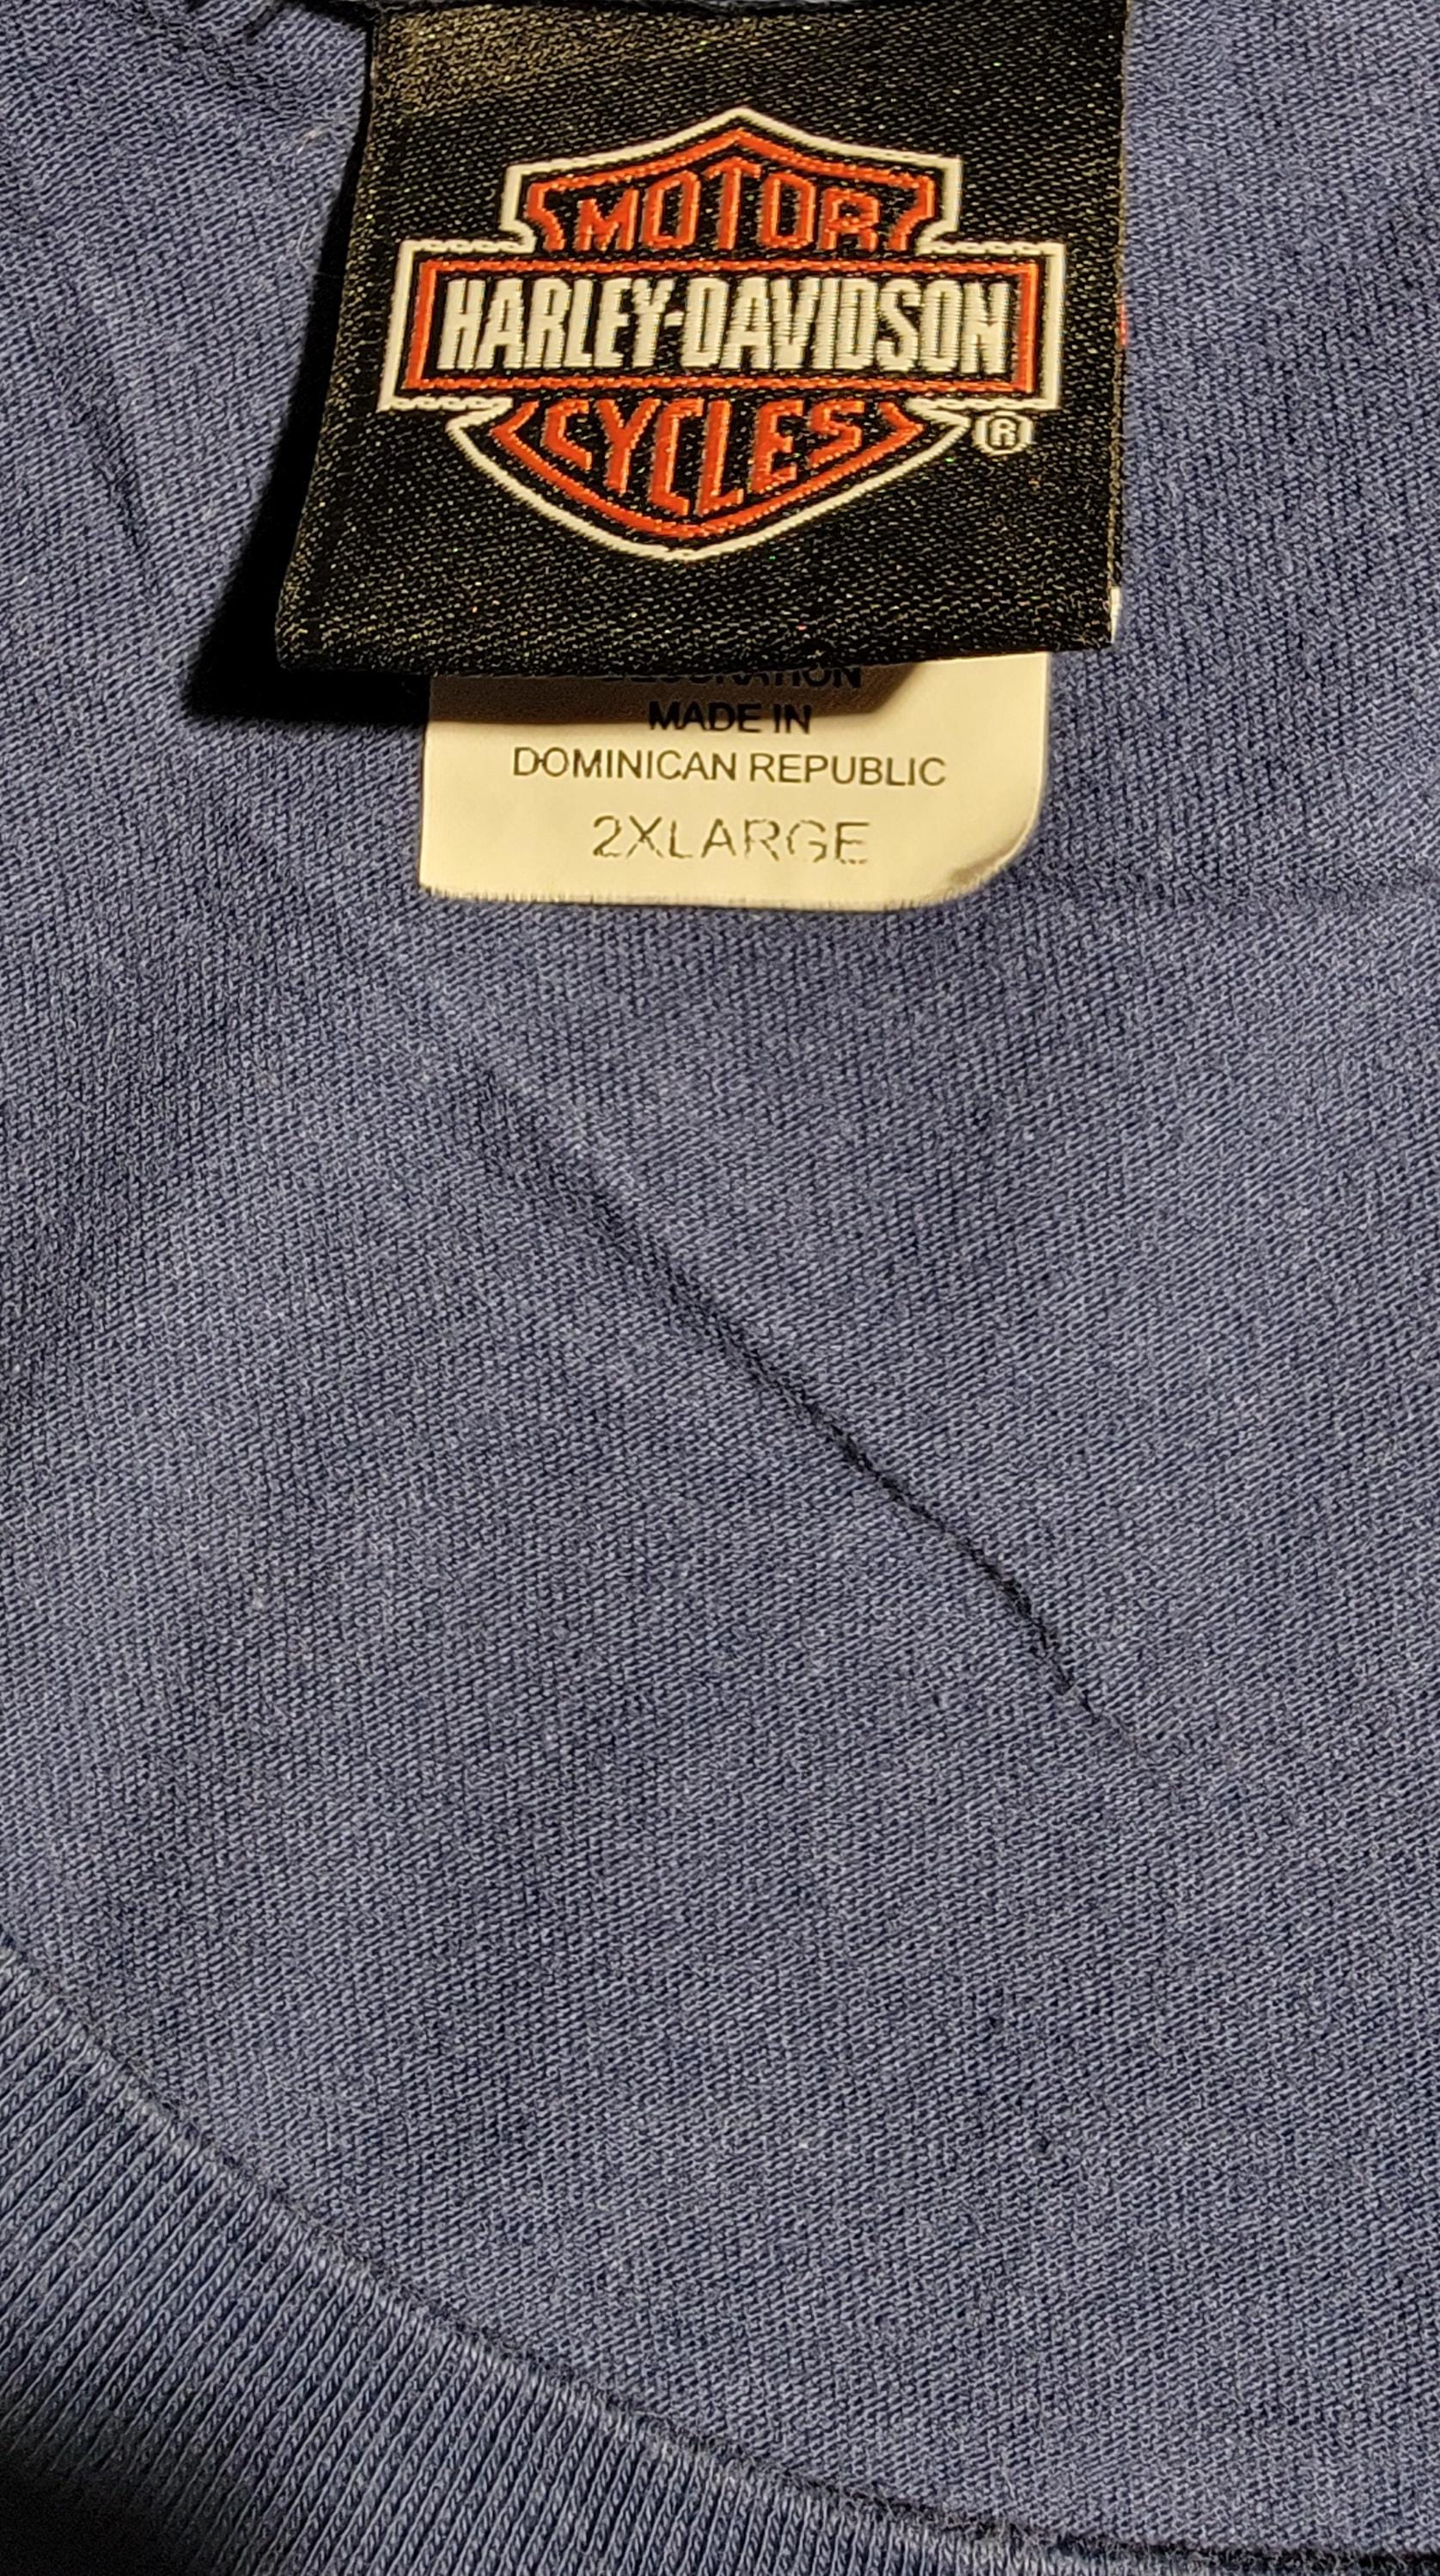 MOTOR
HARLEY-DAVIDSON
CYCLES
®
MADE IN
DOMINICAN REPUBLIC
2XLARGE